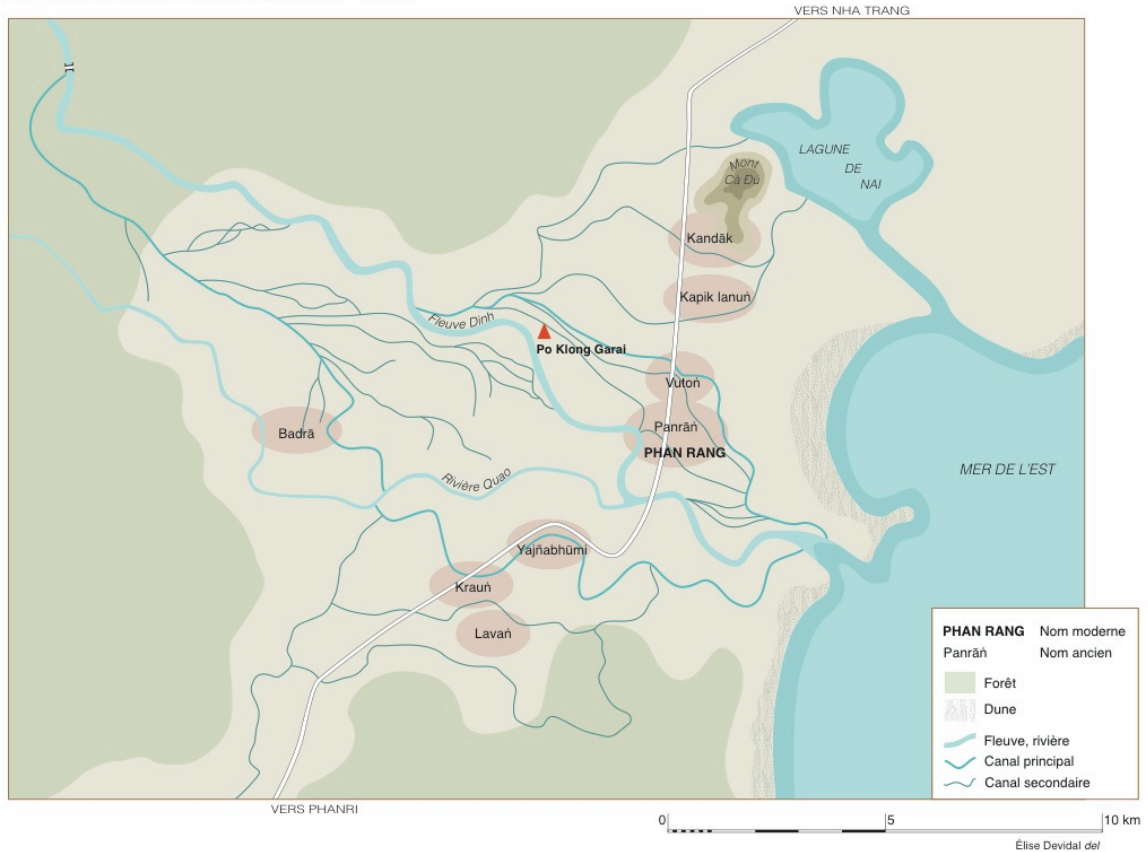 VERS NHA TRANG
LAGUNE
DE
NAI
Mont
Cà Đú
Kandāk
Kapik Ianuṅ
Fleuve Dinh
Po Klong Garai
Vutoṅ
Panrāṅ
PHAN RANG
Badrā
Rivière Quao
MER DE L'EST
Yajñabhūmi
Krauṅ
Lavaṅ
PHAN RANG Nom moderne
Panrāṅ Nom ancien
Forêt
Dune
Fleuve, rivière
Canal principal
Canal secondaire
VERS PHANRI
0 5 10 km
Élise Devidal del